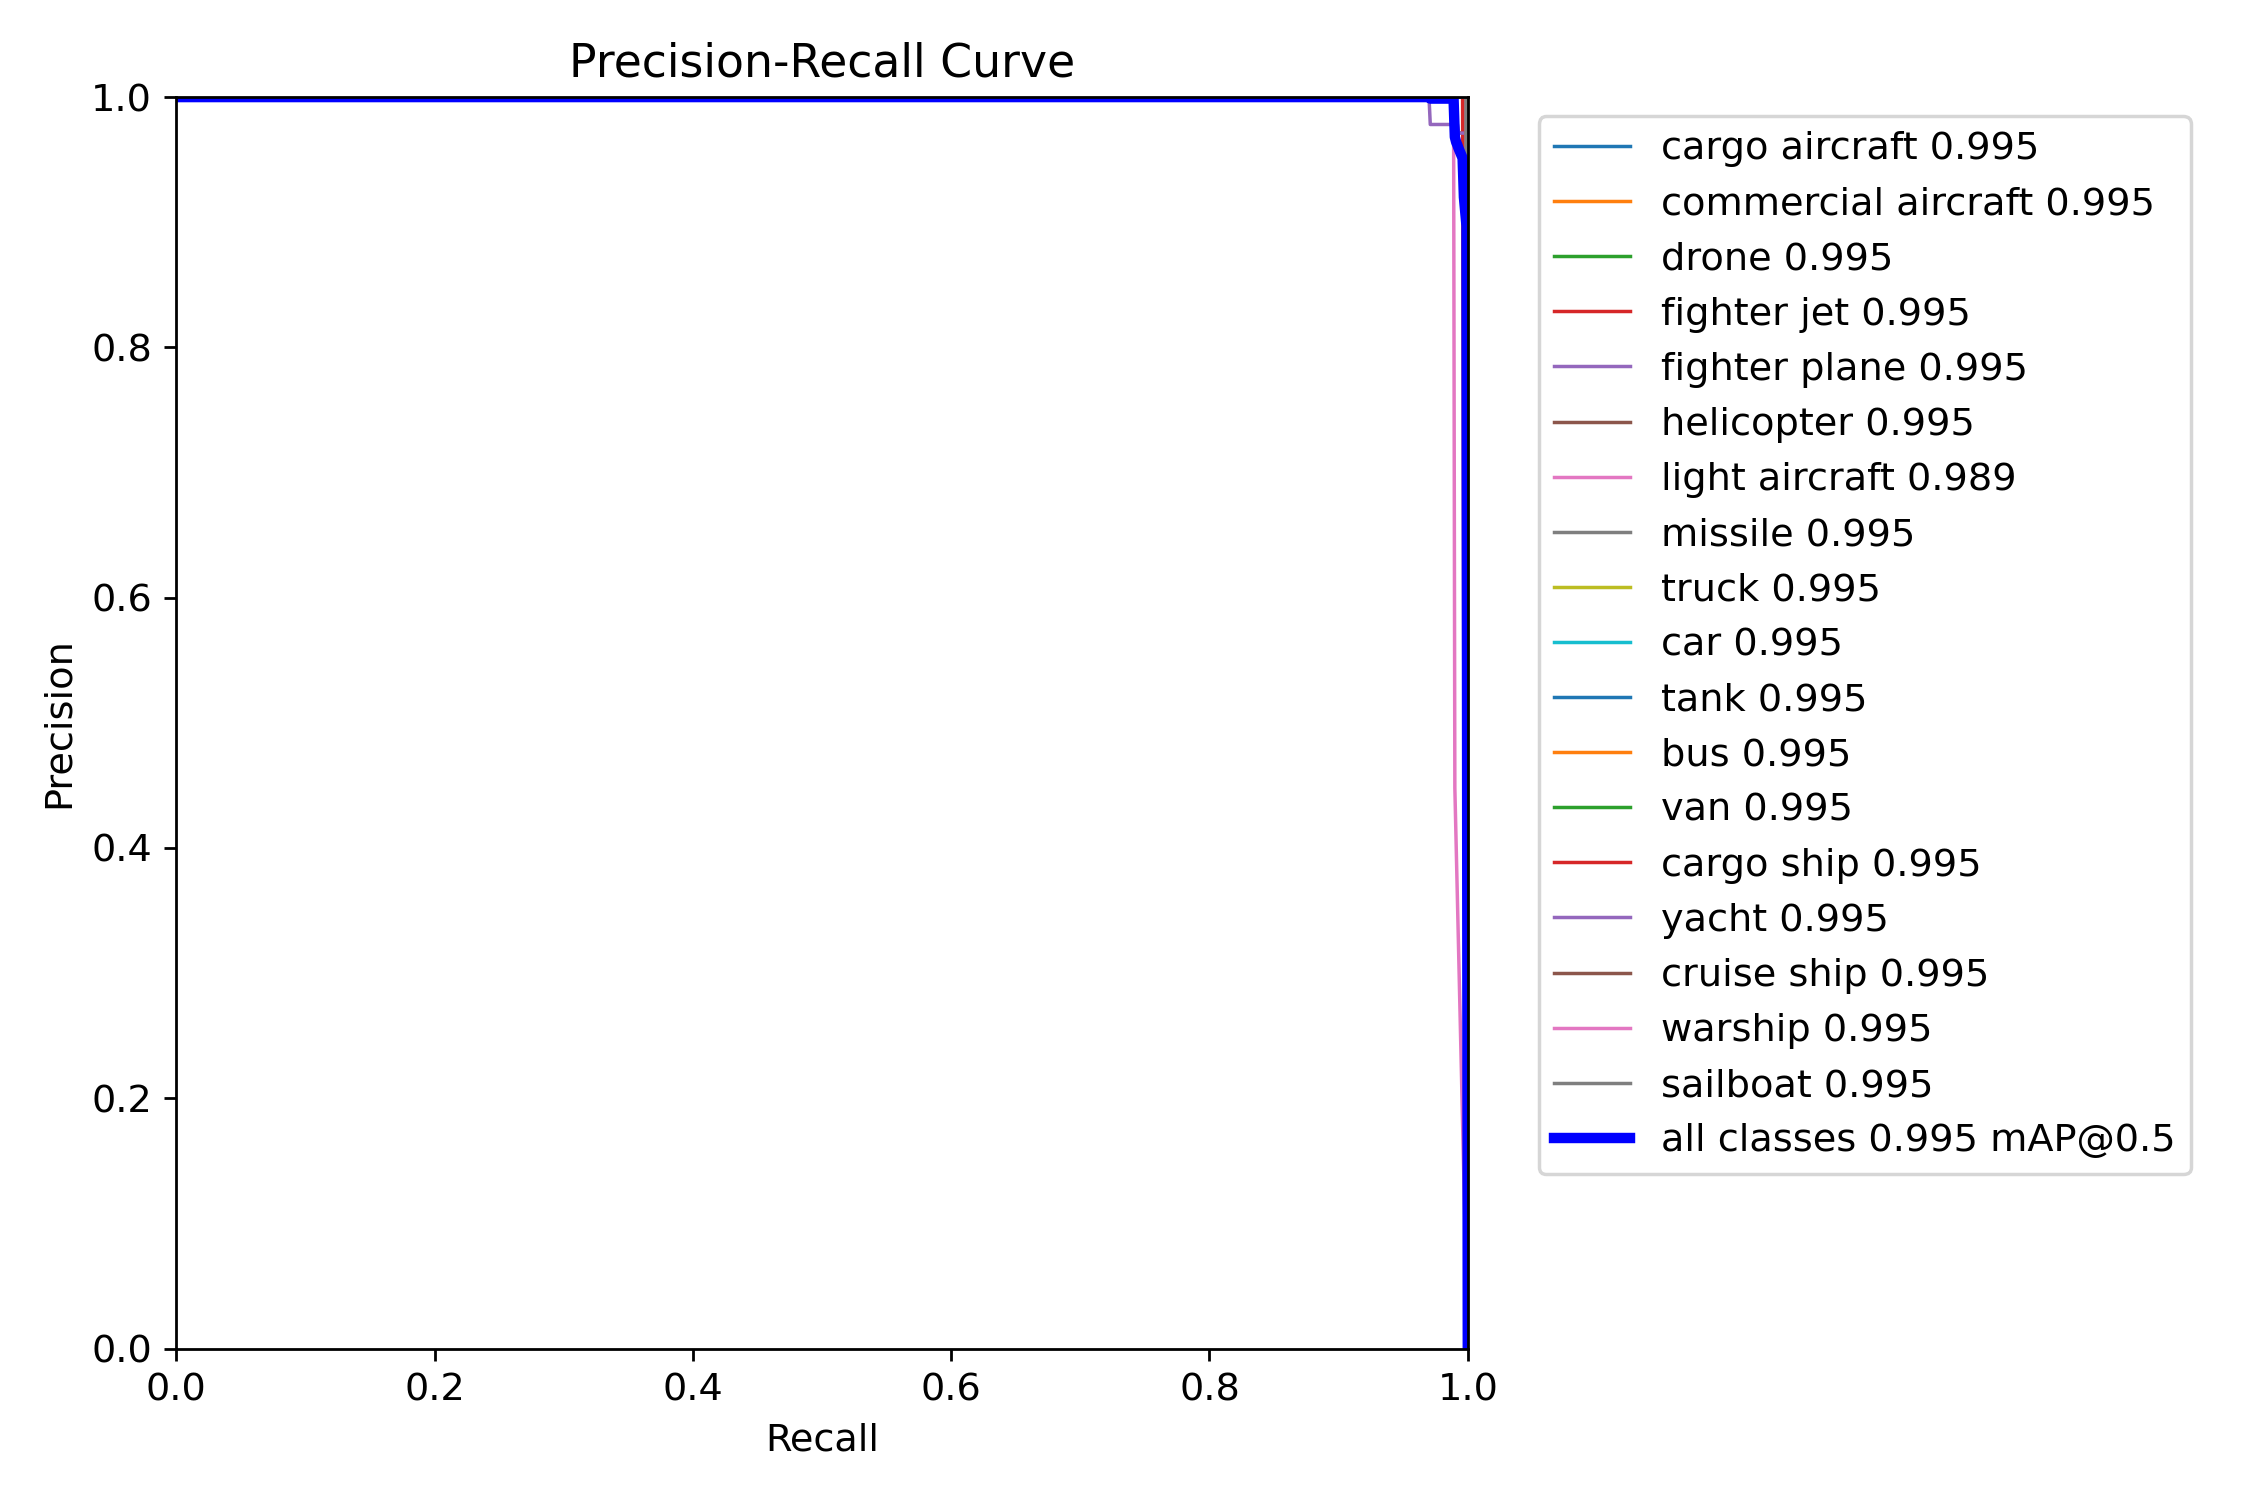 Precision-Recall Curve
1.0
0.8
0.6
0.4
0.2
0.0
Precision
0.0 0.2 0.4 0.6 0.8 1.0
Recall
cargo aircraft 0.995
commercial aircraft 0.995
drone 0.995
fighter jet 0.995
fighter plane 0.995
helicopter 0.995
light aircraft 0.989
missile 0.995
truck 0.995
car 0.995
tank 0.995
bus 0.995
van 0.995
cargo ship 0.995
yacht 0.995
cruise ship 0.995
warship 0.995
sailboat 0.995
all classes 0.995 mAP@0.5